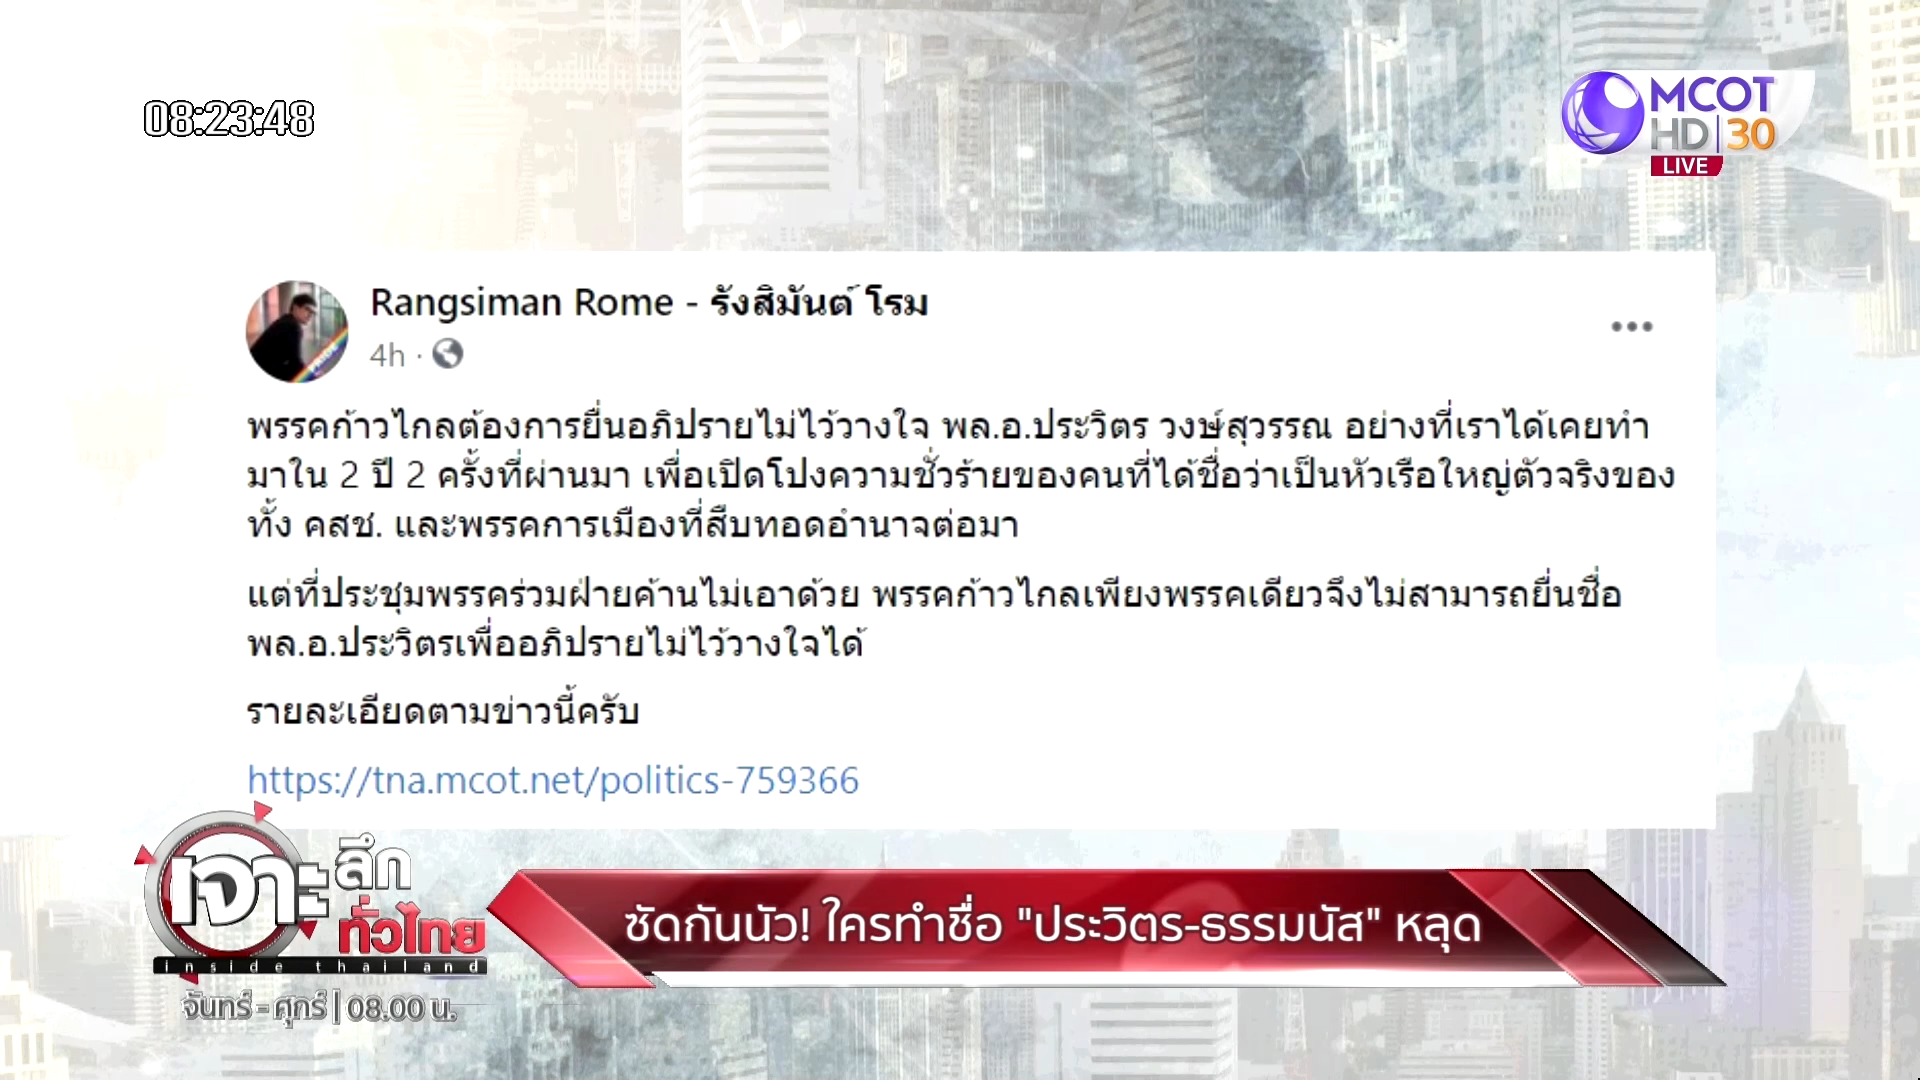 08:23:48
MCOT
HD 30
LIVE
Rangsiman Rome - รังสิมันต์ โรม
4h ·
พรรคก้าวไกลต้องการยื่นอภิปรายไม่ไว้วางใจ พล.อ.ประวิตร วงษ์สุวรรณ อย่างที่เราได้เคยทำ
มาใน 2 ปี 2 ครั้งที่ผ่านมา เพื่อเปิดโปงความชั่วร้ายของคนที่ได้ชื่อว่าเป็นหัวเรือใหญ่ตัวจริงของ
ทั้ง คสช. และพรรคการเมืองที่สืบทอดอำนาจต่อมา
แต่ที่ประชุมพรรคร่วมฝ่ายค้านไม่เอาด้วย พรรคก้าวไกลเพียงพรรคเดียวจึงไม่สามารถยื่นชื่อ
พล.อ.ประวิตรเพื่ออภิปรายไม่ไว้วางใจได้
รายละเอียดตามข่าวนี้ครับ
https://tna.mcot.net/politics-759366
เจาะลึก
ทั่วไทย
inside thailand
จันทร์ - ศุกร์ | 08.00 น.
ซัดกันนัว! ใครทำชื่อ "ประวิตร-ธรรมนัส" หลุด